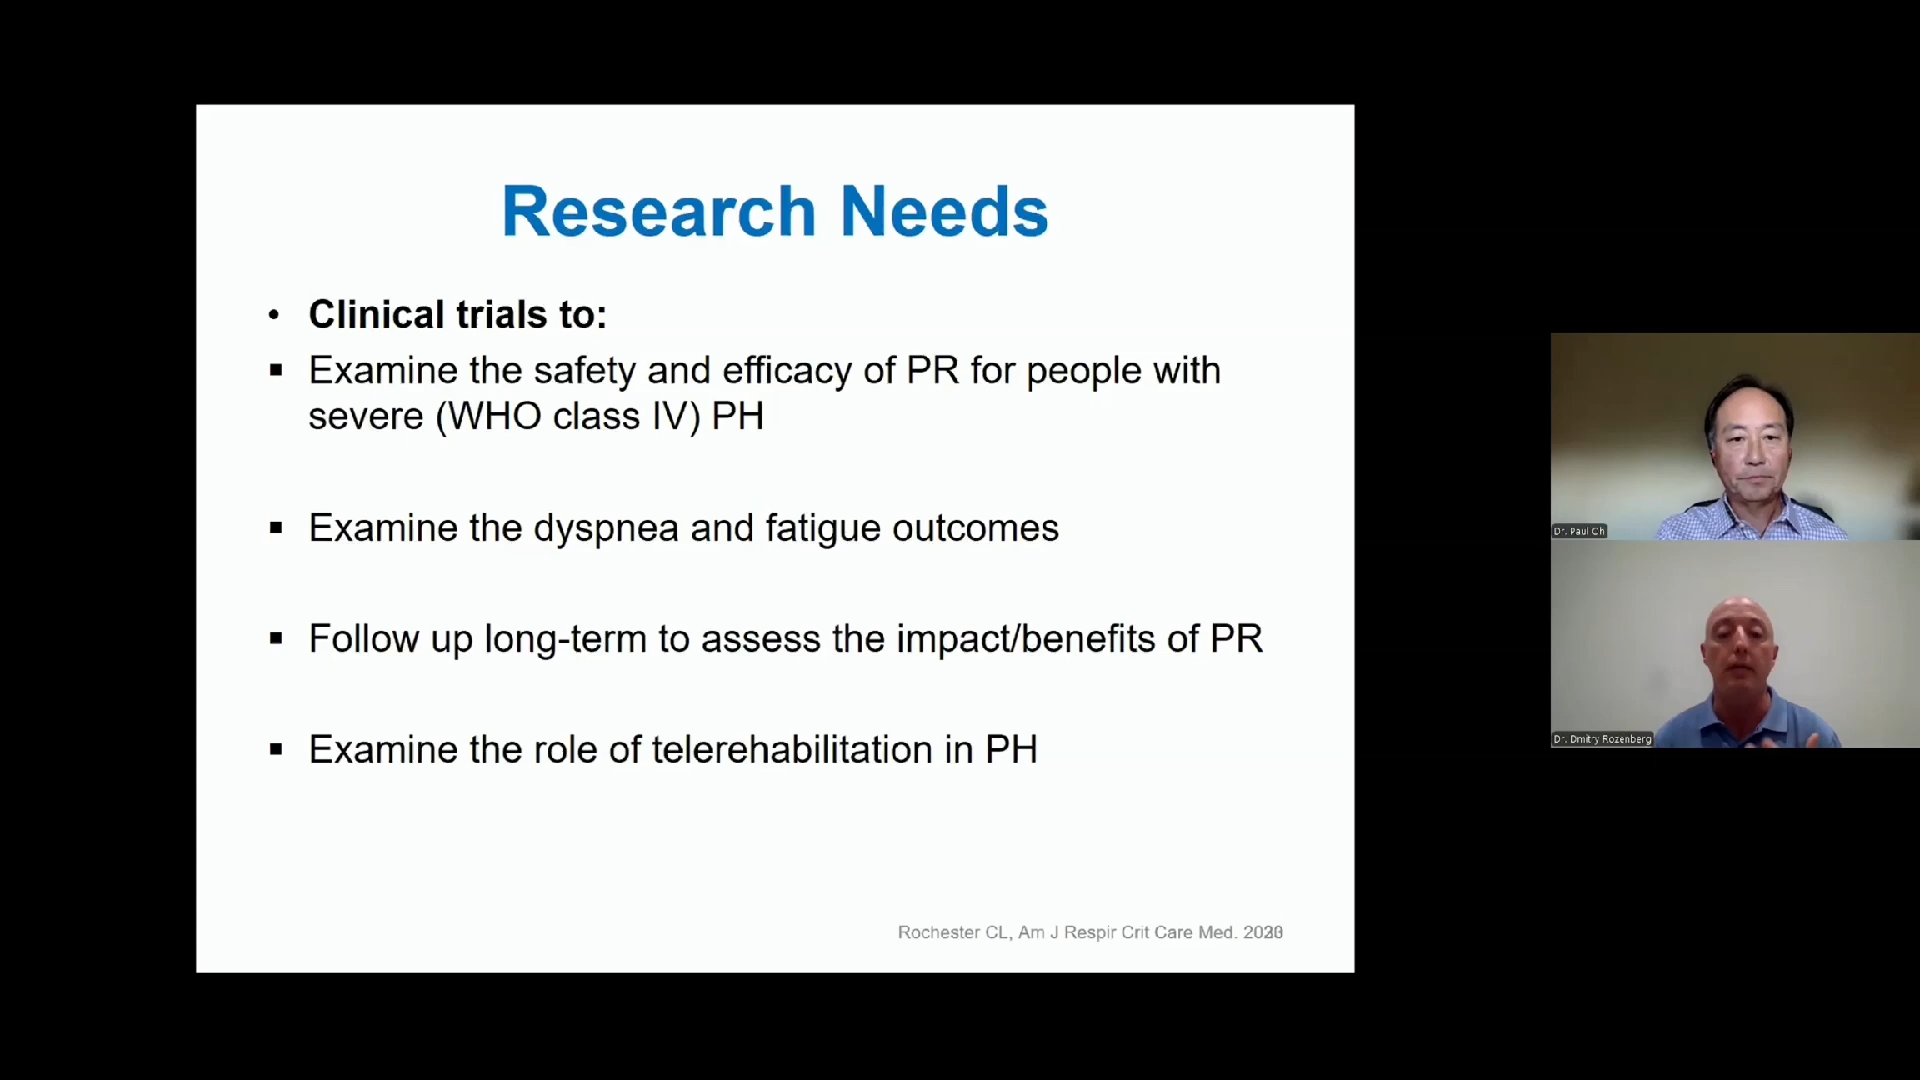 Research Needs
• Clinical trials to:
▪ Examine the safety and efficacy of PR for people with
severe (WHO class IV) PH
▪ Examine the dyspnea and fatigue outcomes
▪ Follow up long-term to assess the impact/benefits of PR
▪ Examine the role of telerehabilitation in PH
Rochester CL, Am J Respir Crit Care Med.
Dr. Paul
Dr. Dmitry Rozenberg